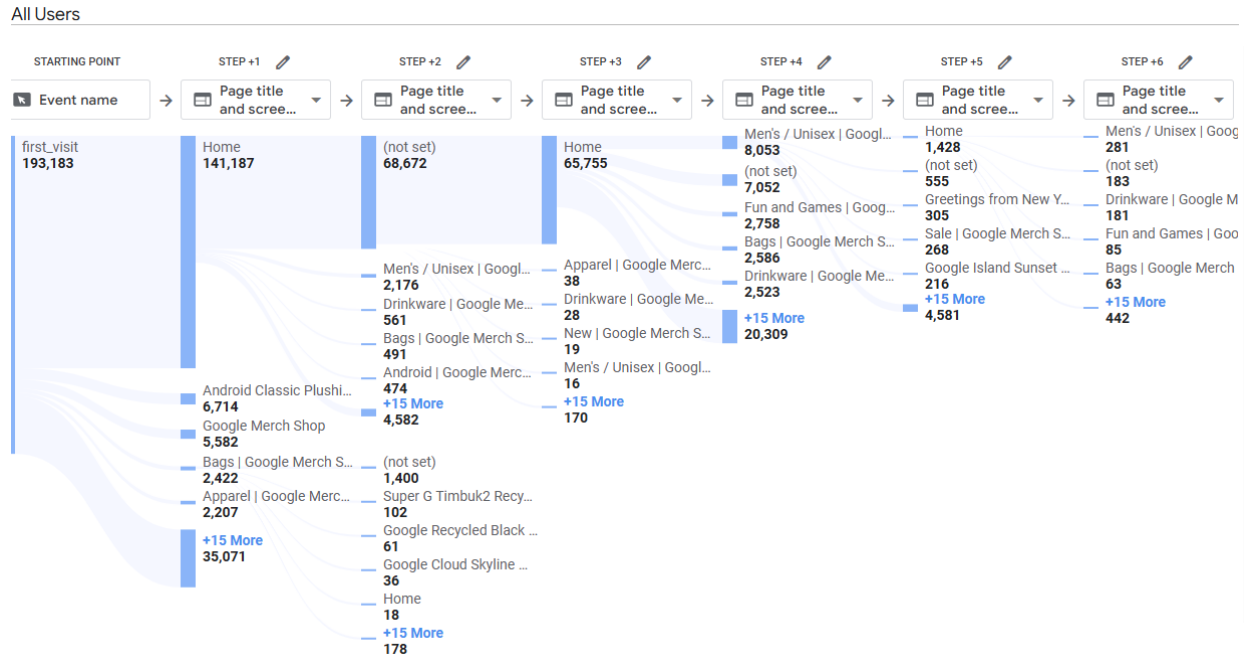 All Users
STARTING POINT
STEP +1
STEP +2
STEP +3
STEP +4
STEP +5
STEP +6
Event name
Page title
and scree...
Page title
and scree...
Page title
and scree...
Page title
and scree...
Page title
and scree...
Page title
and scree...
first_visit
193,183
Home
141,187
Android Classic Plushi...
6,714
Google Merch Shop
5,582
Bags | Google Merch S...
2,422
Apparel | Google Merc...
2,207
+15 More
35,071
(not set)
68,672
Men's / Unisex | Googl...
2,176
Drinkware | Google Me...
561
Bags | Google Merch S...
491
Android | Google Merc...
474
+15 More
4,582
(not set)
1,400
Super G Timbuk2 Recy...
102
Google Recycled Black ...
61
Google Cloud Skyline ...
36
Home
18
+15 More
178
Home
65,755
Apparel | Google Merc...
38
Drinkware | Google Me...
28
New | Google Merch S...
19
Men's / Unisex | Googl...
16
+15 More
170
Men's / Unisex | Googl...
8,053
(not set)
7,052
Fun and Games | Goog...
2,758
Bags | Google Merch S...
2,586
Drinkware | Google Me...
2,523
+15 More
20,309
Home
1,428
(not set)
555
Greetings from New Y...
305
Sale | Google Merch S...
268
Google Island Sunset ...
216
+15 More
4,581
Men's / Unisex | Goog
281
(not set)
183
Drinkware | Google M
181
Fun and Games | Goo
85
Bags | Google Merch
63
+15 More
442